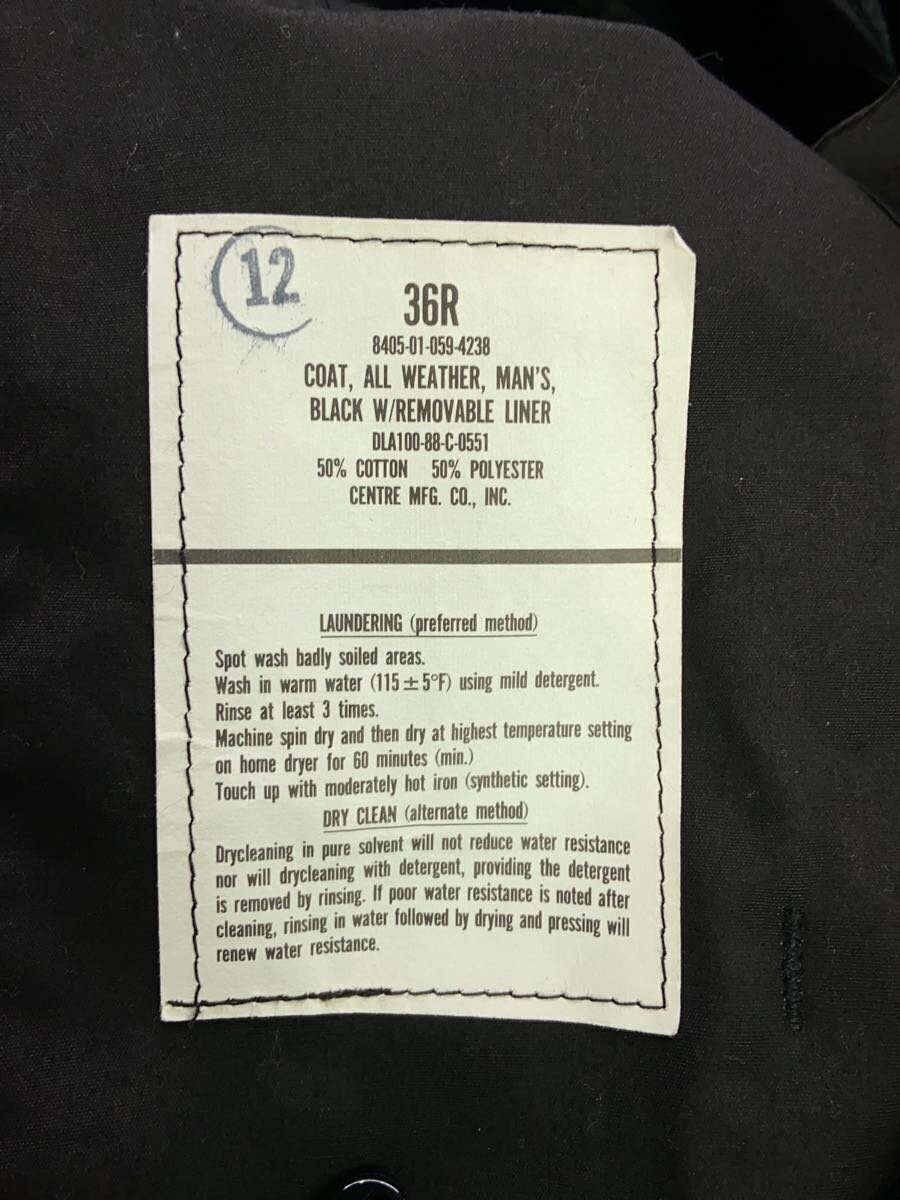 12
36R
8405-01-059-4238
COAT, ALL WEATHER, MAN'S,
BLACK W/REMOVABLE LINER
DLA100-88-C-0551
50% COTTON 50% POLYESTER
CENTRE MFG. CO., INC.
LAUNDERING (preferred method)
Spot wash badly soiled areas.
Wash in warm water (115±5°F) using mild detergent.
Rinse at least 3 times.
Machine spin dry and then dry at highest temperature setting
on home dryer for 60 minutes (min.)
Touch up with moderately hot iron (synthetic setting).
DRY CLEAN (alternate method)
Drycleaning in pure solvent will not reduce water resistance
nor will drycleaning with detergent, providing the detergent
is removed by rinsing. If poor water resistance is noted after
cleaning, rinsing in water followed by drying and pressing will
renew water resistance.